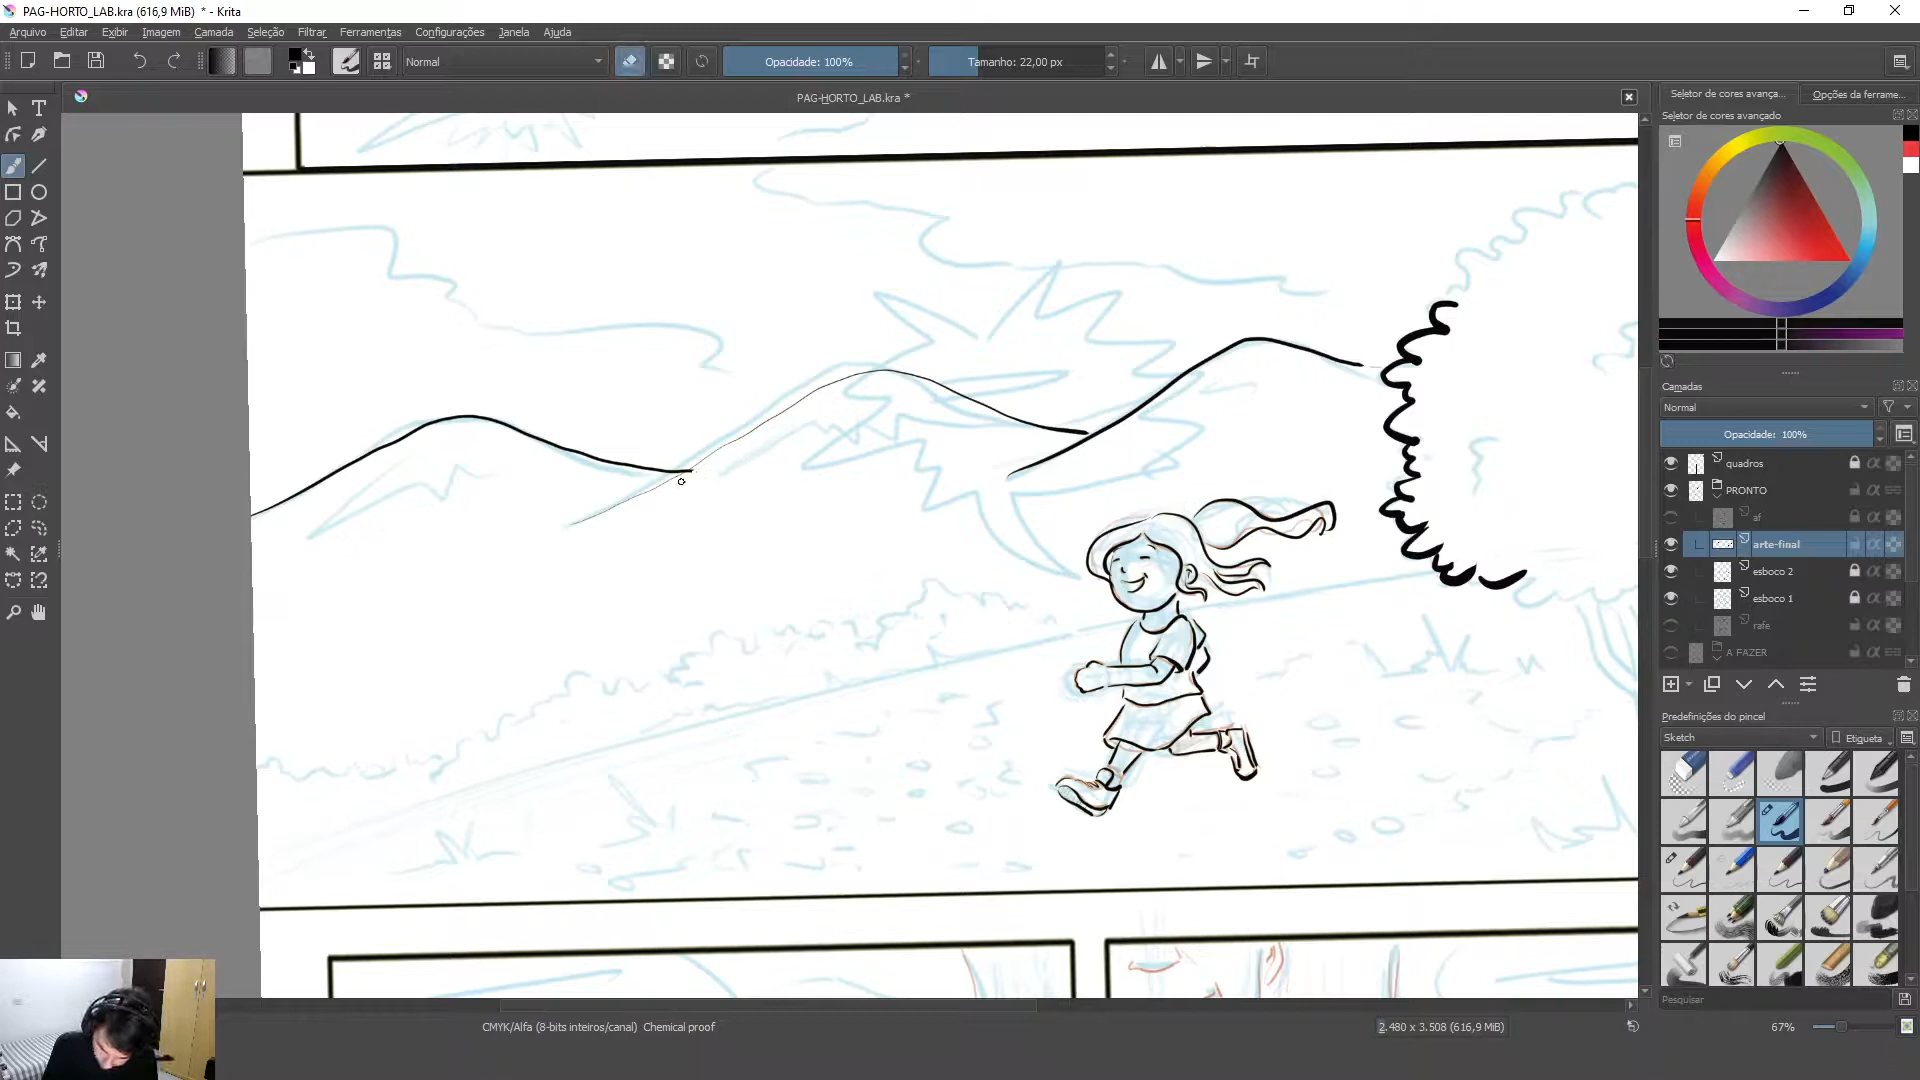 PAG-HORTO_LAB.kra (616,9 MiB) * - Krita
Arquivo Editar Exibir Imagem Camada Seleção Filtrar Ferramentas Configurações Janela Ajuda
Normal
Opacidade: 100%
Tamanho: 22,00 px
PAG-HORTO_LAB.kra *
Seletor de cores avança...
Opções da ferrame...
Seletor de cores avançado
Camadas
Normal
Opacidade: 100%
quadros
PRONTO
af
arte-final
esboco 2
esboco 1
rafe
A FAZER
Predefinições do pincel
Sketch
Etiqueta
Pesquisar
CMYK/Alfa (8-bits inteiros/canal) Chemical proof
2.480 x 3.508 (616,9 MiB)
67%